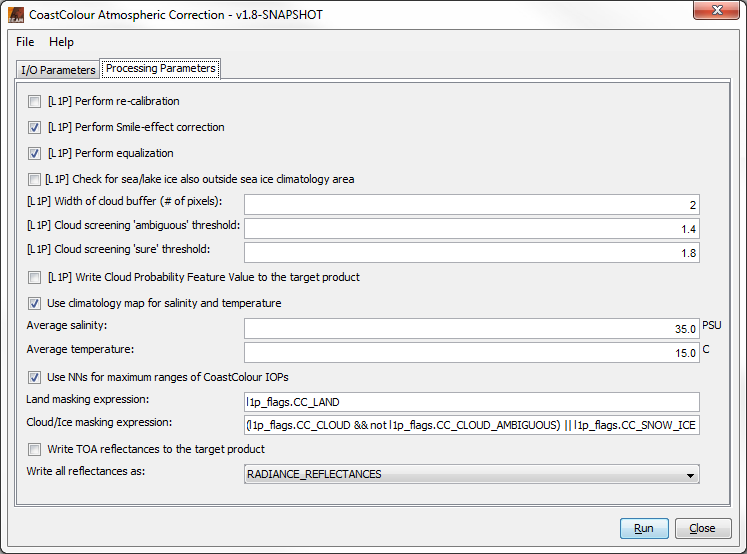 CoastColour Atmospheric Correction - v1.8-SNAPSHOT
File Help
I/O Parameters Processing Parameters
[L1P] Perform re-calibration
[L1P] Perform Smile-effect correction
[L1P] Perform equalization
[L1P] Check for sea/lake ice also outside sea ice climatology area
[L1P] Width of cloud buffer (# of pixels): 2
[L1P] Cloud screening 'ambiguous' threshold: 1.4
[L1P] Cloud screening 'sure' threshold: 1.8
[L1P] Write Cloud Probability Feature Value to the target product
Use climatology map for salinity and temperature
Average salinity: 35.0 PSU
Average temperature: 15.0 C
Use NNs for maximum ranges of CoastColour IOPs
Land masking expression: l1p_flags.CC_LAND
Cloud/Ice masking expression: (l1p_flags.CC_CLOUD && not l1p_flags.CC_CLOUD_AMBIGUOUS) || l1p_flags.CC_SNOW_ICE
Write TOA reflectances to the target product
Write all reflectances as: RADIANCE_REFLECTANCES
Run Close